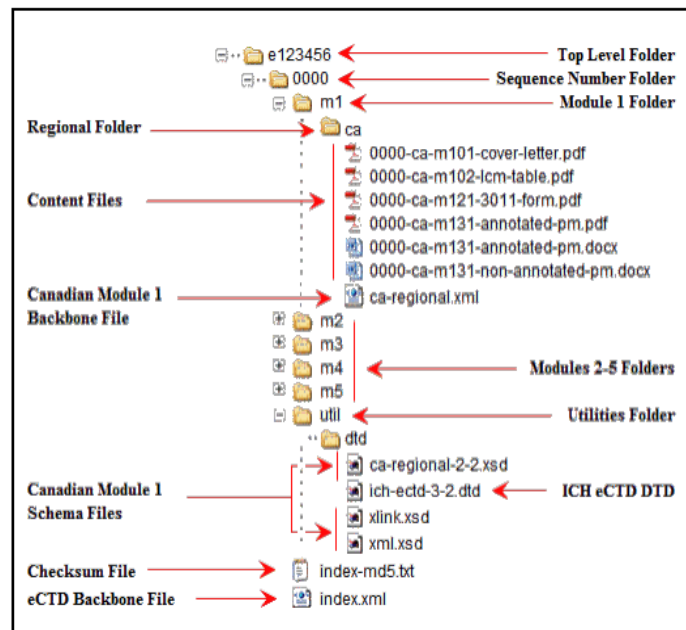 e123456 Top Level Folder
0000 Sequence Number Folder
m1 Module 1 Folder
Regional Folder ca
0000-ca-m101-cover-letter.pdf
0000-ca-m102-lcm-table.pdf
Content Files 0000-ca-m121-3011-form.pdf
0000-ca-m131-annotated-pm.pdf
0000-ca-m131-annotated-pm.docx
0000-ca-m131-non-annotated-pm.docx
Canadian Module 1 ca-regional.xml
Backbone File m2
m3
m4 Modules 2-5 Folders
m5
util Utilities Folder
dtd
ca-regional-2-2.xsd
Canadian Module 1 ich-ectd-3-2.dtd ICH eCTD DTD
Schema Files xlink.xsd
xml.xsd
Checksum File index-md5.txt
eCTD Backbone File index.xml